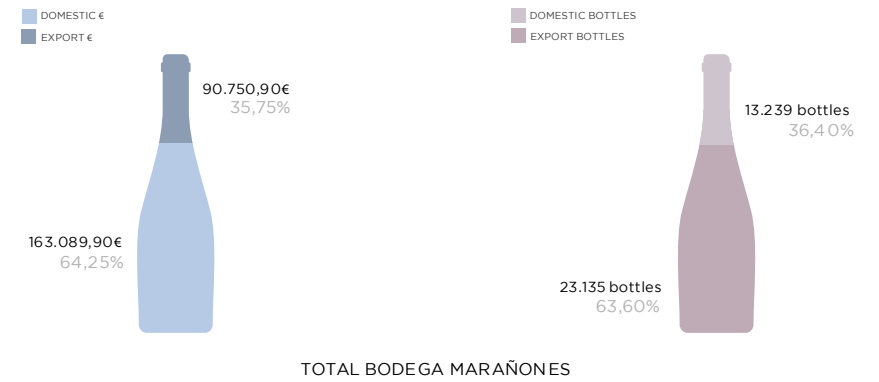 DOMESTIC €
EXPORT €
90.750,90€
35,75%
163.089,90€
64,25%
DOMESTIC BOTTLES
EXPORT BOTTLES
13.239 bottles
36,40%
23.135 bottles
63,60%
TOTAL BODEGA MARAÑONES